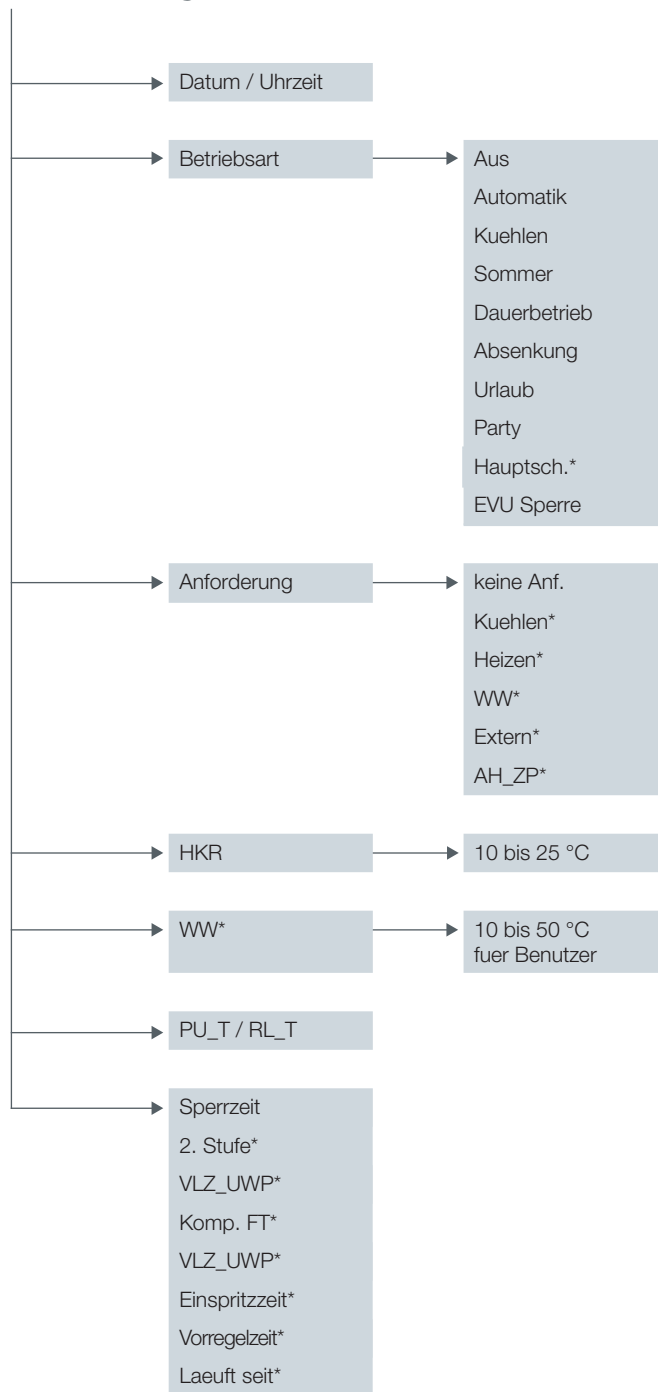 Datum / Uhrzeit
Betriebsart
Aus
Automatik
Kuehlen
Sommer
Dauerbetrieb
Absenkung
Urlaub
Party
Hauptsch.*
EVU Sperre
Anforderung
keine Anf.
Kuehlen*
Heizen*
WW*
Extern*
AH_ZP*
HKR
10 bis 25 °C
WW*
10 bis 50 °C
fuer Benutzer
PU_T / RL_T
Sperrzeit
2. Stufe*
VLZ_UWP*
Komp. FT*
VLZ_UWP*
Einspritzzeit*
Vorregelzeit*
Laeuft seit*